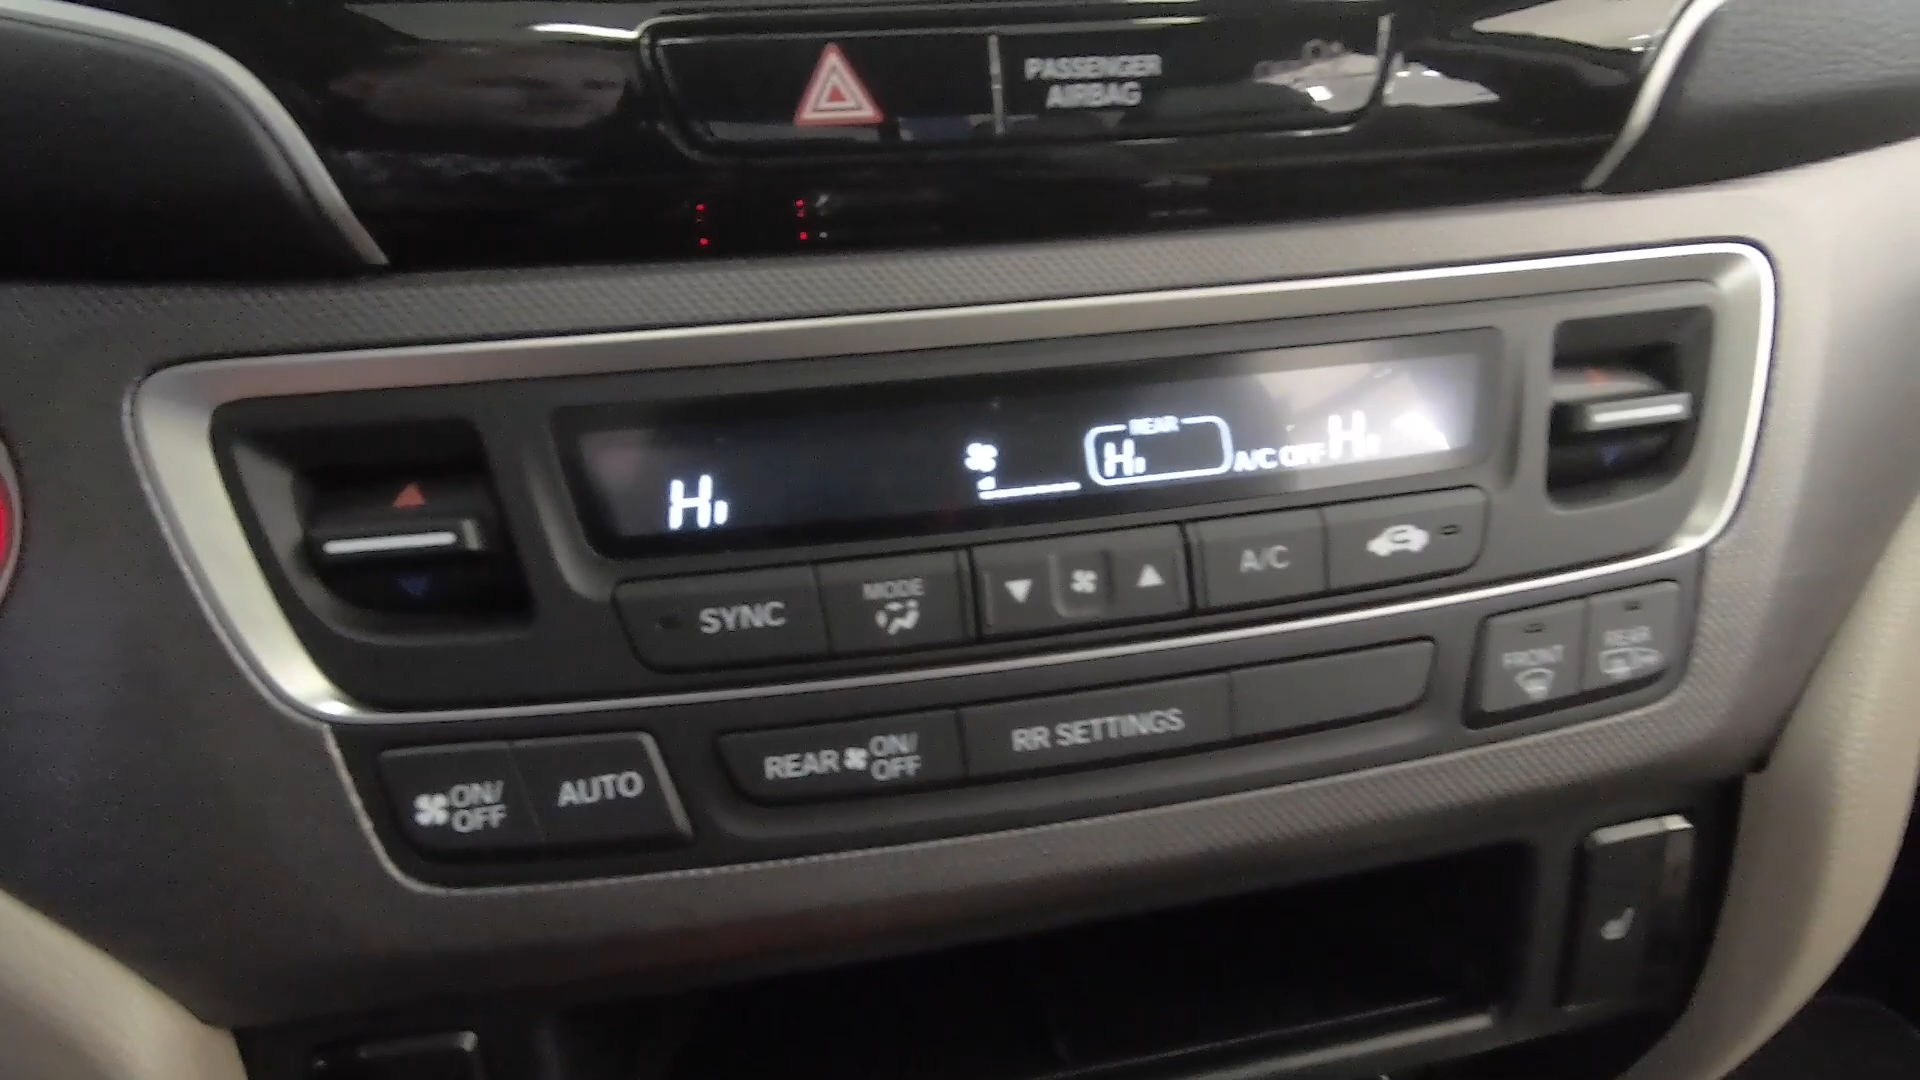 PASSENGER
AIRBAG
REAR
Hi
Hi
A/C OFF
Hi
SYNC
MODE
A/C
FRONT
REAR
ON/
OFF
AUTO
REAR
ON/
OFF
RR SETTINGS